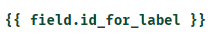 {{ field.id_for_label }}